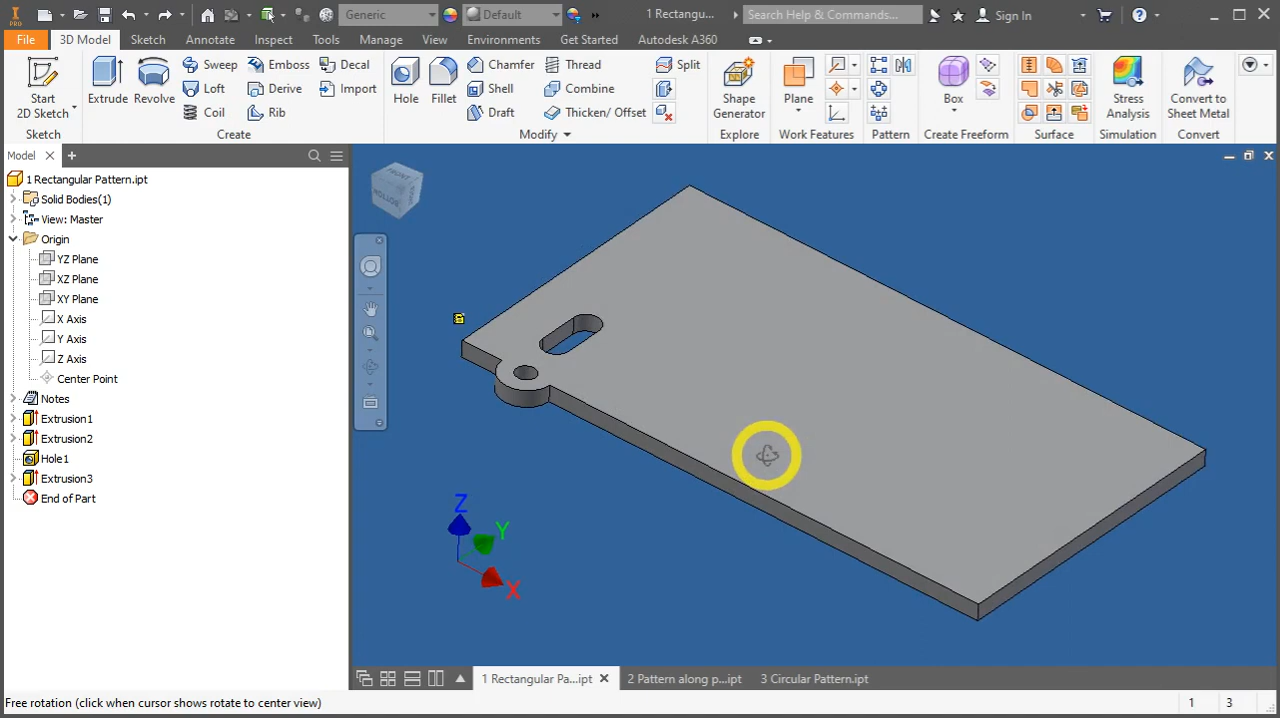 Generic
Default
1 Rectangu...
Search Help & Commands...
Sign In
PRO
File
3D Model
Sketch
Annotate
Inspect
Tools
Manage
View
Environments
Get Started
Autodesk A360
Start
2D Sketch
Sketch
Extrude
Revolve
Sweep
Loft
Coil
Emboss
Derive
Rib
Decal
Import
Create
Hole
Fillet
Chamfer
Shell
Draft
Thread
Combine
Thicken/ Offset
Split
Modify
Shape
Generator
Explore
Plane
Work Features
Pattern
Box
Create Freeform
Surface
Stress
Analysis
Simulation
Convert to
Sheet Metal
Convert
Model
1 Rectangular Pattern.ipt
Solid Bodies(1)
View: Master
Origin
YZ Plane
XZ Plane
XY Plane
X Axis
Y Axis
Z Axis
Center Point
Notes
Extrusion1
Extrusion2
Hole1
Extrusion3
End of Part
FRONT
Z
Y
X
1 Rectangular Pa...ipt
2 Pattern along p...ipt
3 Circular Pattern.ipt
Free rotation (click when cursor shows rotate to center view)
1
3